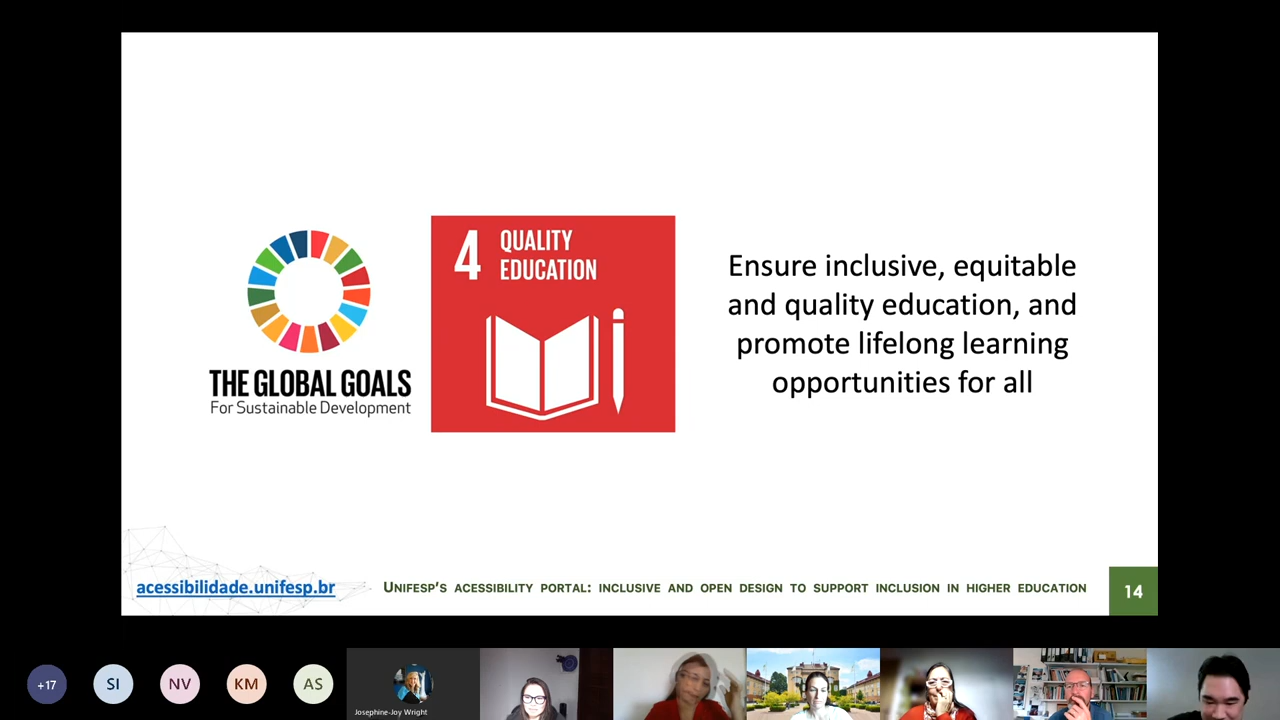 4 QUALITY
EDUCATION
THE GLOBAL GOALS
For Sustainable Development
Ensure inclusive, equitable
and quality education, and
promote lifelong learning
opportunities for all
acessibilidade.unifesp.br
UNIFESP'S ACESSIBILITY PORTAL: INCLUSIVE AND OPEN DESIGN TO SUPPORT INCLUSION IN HIGHER EDUCATION
14
+17
SI
NV
KM
AS
Josephine-Joy Wright